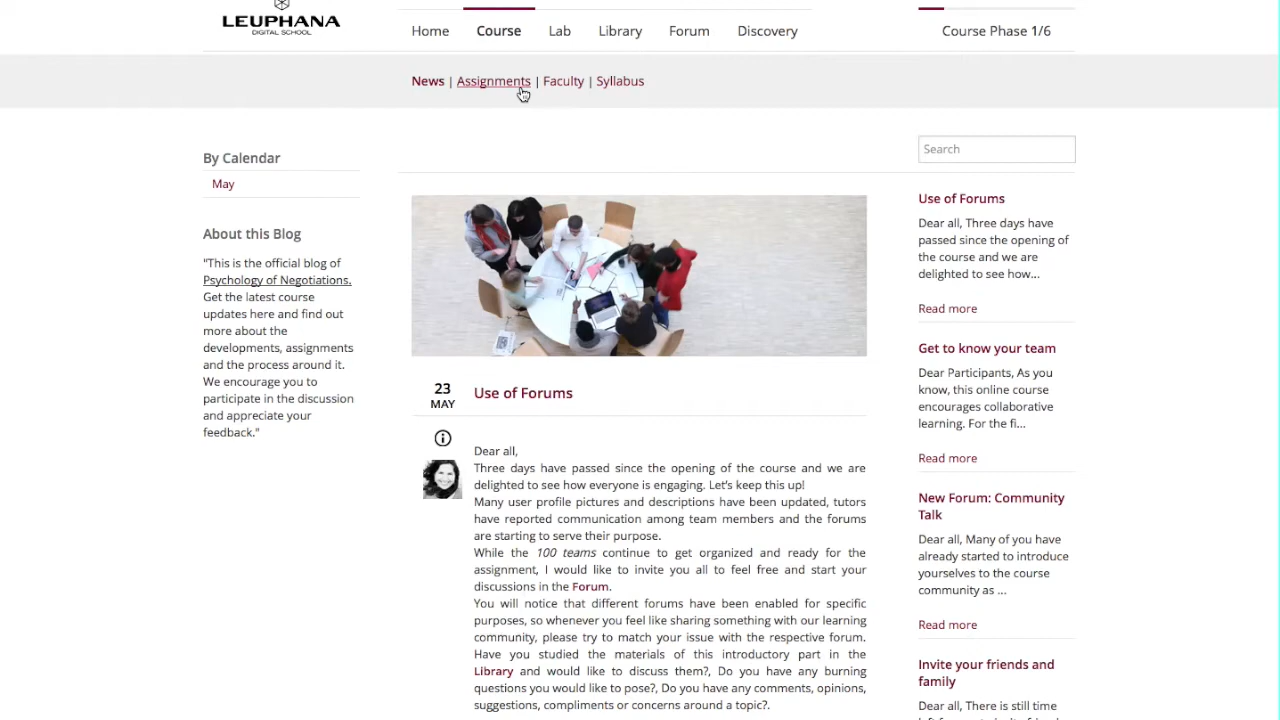 LEUPHANA
DIGITAL SCHOOL
Home
Course
Lab
Library
Forum
Discovery
Course Phase 1/6
News | Assignments | Faculty | Syllabus
By Calendar
May
About this Blog
"This is the official blog of
Psychology of Negotiations.
Get the latest course
updates here and find out
more about the
developments, assignments
and the process around it.
We encourage you to
participate in the discussion
and appreciate your
feedback."
23
MAY
Use of Forums
Dear all,
Three days have passed since the opening of the course and we are
delighted to see how everyone is engaging. Let's keep this up!
Many user profile pictures and descriptions have been updated, tutors
have reported communication among team members and the forums
are starting to serve their purpose.
While the 100 teams continue to get organized and ready for the
assignment, I would like to invite you all to feel free and start your
discussions in the Forum.
You will notice that different forums have been enabled for specific
purposes, so whenever you feel like sharing something with our learning
community, please try to match your issue with the respective forum.
Have you studied the materials of this introductory part in the
Library and would like to discuss them?, Do you have any burning
questions you would like to pose?, Do you have any comments, opinions,
suggestions, compliments or concerns around a topic?.
Search
Use of Forums
Dear all, Three days have
passed since the opening of
the course and we are
delighted to see how...
Read more
Get to know your team
Dear Participants, As you
know, this online course
encourages collaborative
learning. For the fi...
Read more
New Forum: Community
Talk
Dear all, Many of you have
already started to introduce
yourselves to the course
community as ...
Read more
Invite your friends and
family
Dear all, There is still time